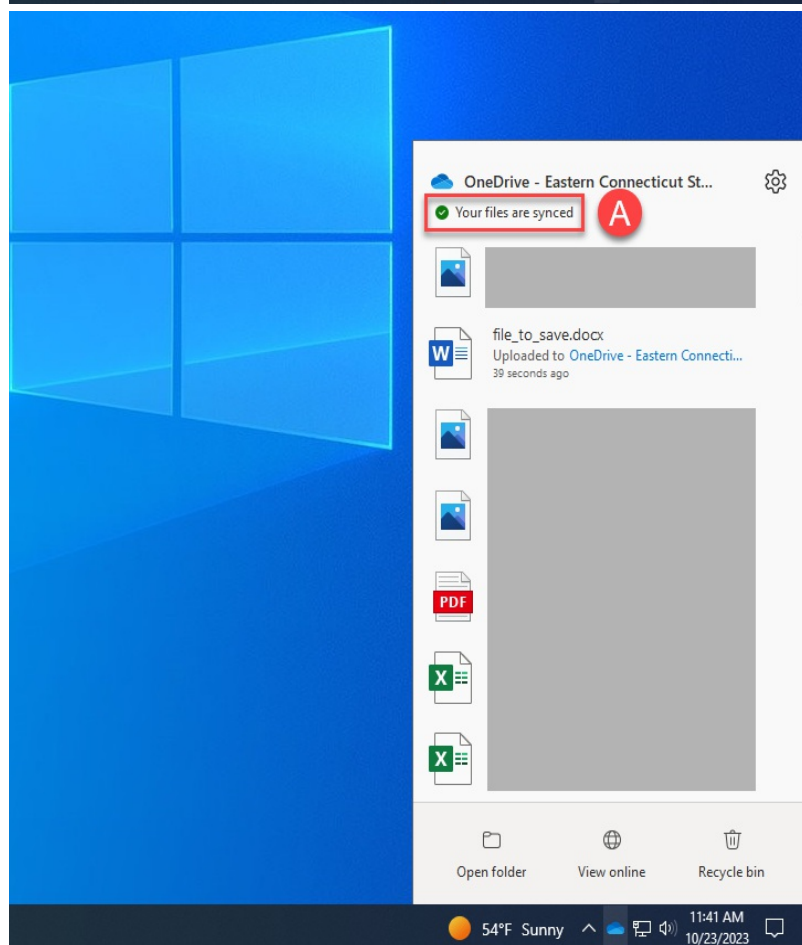 OneDrive - Eastern Connecticut St...
Your files are synced
A
file_to_save.docx
Uploaded to OneDrive - Eastern Connecti...
39 seconds ago
W
PDF
X
X
Open folder
View online
Recycle bin
54°F Sunny
11:41 AM
10/23/2023